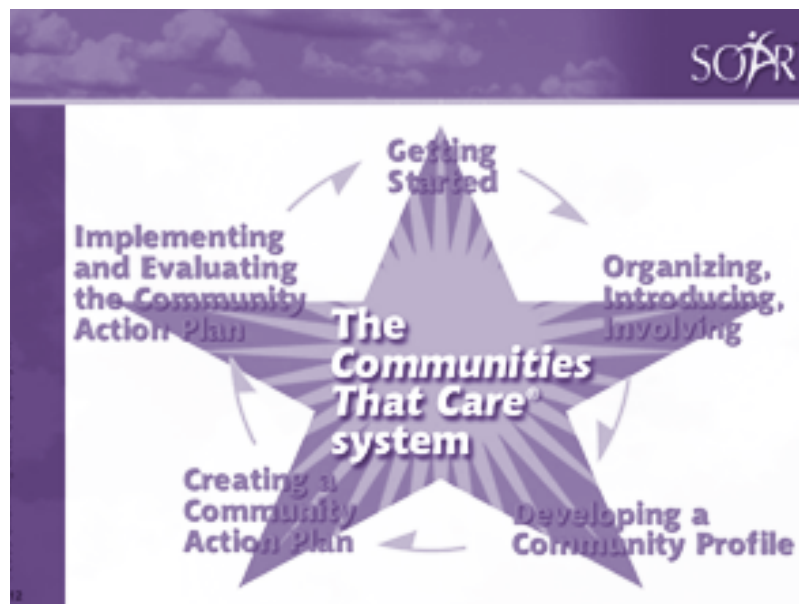 SOAR
Getting
Started
Organizing,
Introducing,
Involving
Developing a
Community Profile
Creating a
Community
Action Plan
Implementing
and Evaluating
the Community
Action Plan
The
Communities
That Care®
system